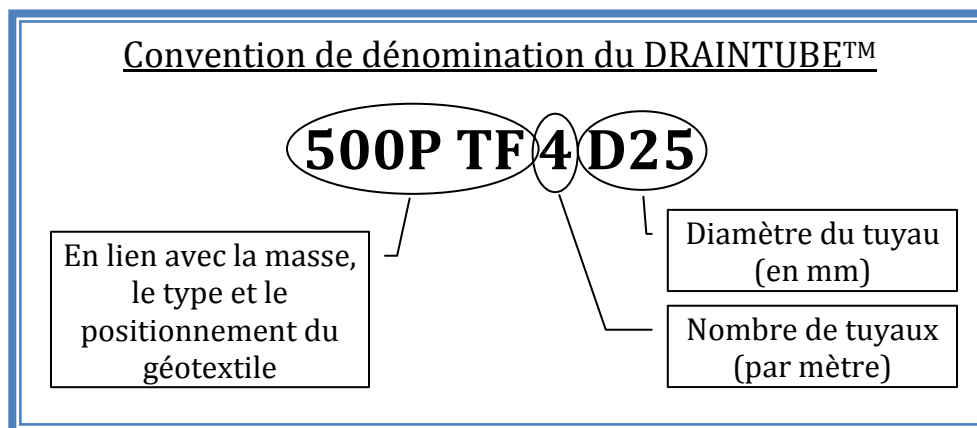 Convention de dénomination du DRAINTUBE™
500P TF 4 D25
En lien avec la masse,
le type et le
positionnement du
géotextile
Diamètre du tuyau
(en mm)
Nombre de tuyaux
(par mètre)